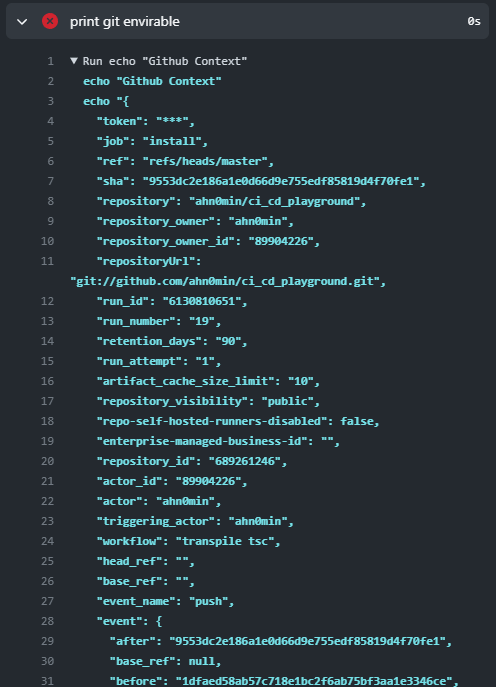 print git envirable 0s
1 Run echo "Github Context"
2 echo "Github Context"
3 echo "{
4 "token": "***",
5 "job": "install",
6 "ref": "refs/heads/master",
7 "sha": "9553dc2e186a1e0d66d9e755edf85819d4f70fe1",
8 "repository": "ahn0min/ci_cd_playground",
9 "repository_owner": "ahn0min",
10 "repository_owner_id": "89904226",
11 "repositoryUrl":
"git://github.com/ahn0min/ci_cd_playground.git",
12 "run_id": "6130810651",
13 "run_number": "19",
14 "retention_days": "90",
15 "run_attempt": "1",
16 "artifact_cache_size_limit": "10",
17 "repository_visibility": "public",
18 "repo-self-hosted-runners-disabled": false,
19 "enterprise-managed-business-id": "",
20 "repository_id": "689261246",
21 "actor_id": "89904226",
22 "actor": "ahn0min",
23 "triggering_actor": "ahn0min",
24 "workflow": "transpile tsc",
25 "head_ref": "",
26 "base_ref": "",
27 "event_name": "push",
28 "event": {
29 "after": "9553dc2e186a1e0d66d9e755edf85819d4f70fe1",
30 "base_ref": null,
31 "before": "1dfaed58ab57c718e1bc2f6ab75bf3aa1e3346ce",